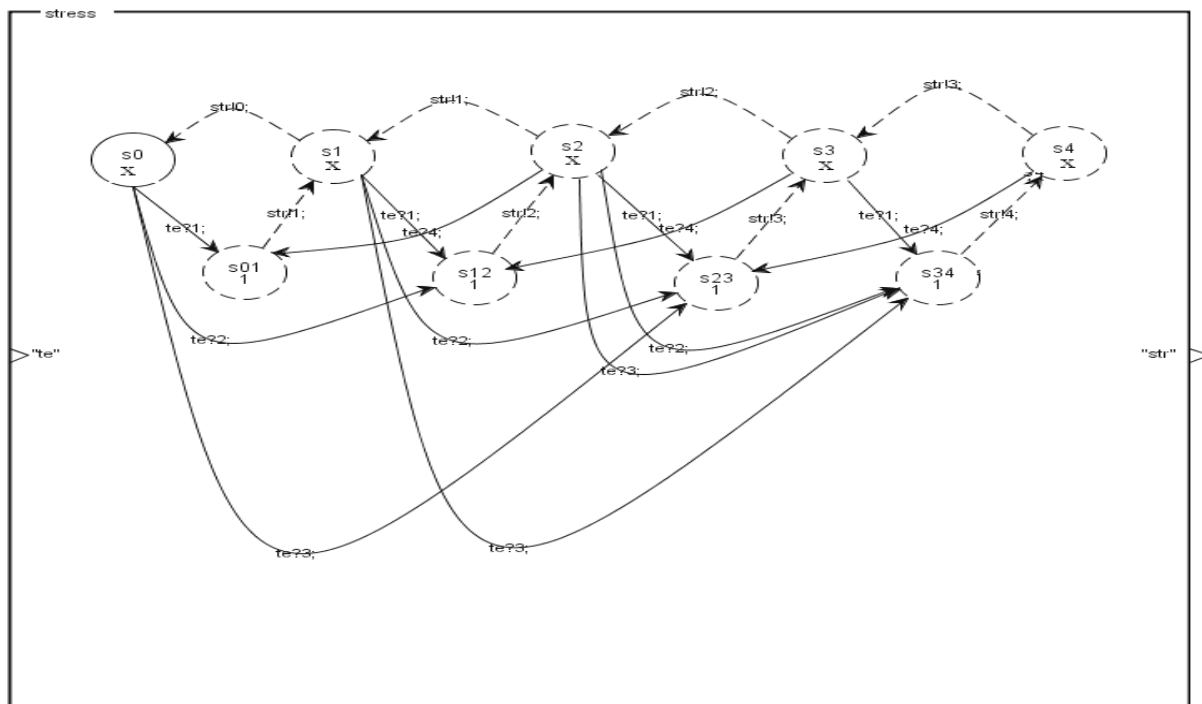 stress
str!0;
str!1;
str!2;
str!3;
s0
X
s1
X
s2
X
s3
X
s4
X
te?1;
str!1;
te?1;
te?4;
str!2;
te?1;
te?4;
str!3;
te?1;
te?4;
str!4;
s01
1
s12
1
s23
1
s34
1
te?2;
te?2;
te?2;
te?3;
"te"
"str"
te?3;
te?3;